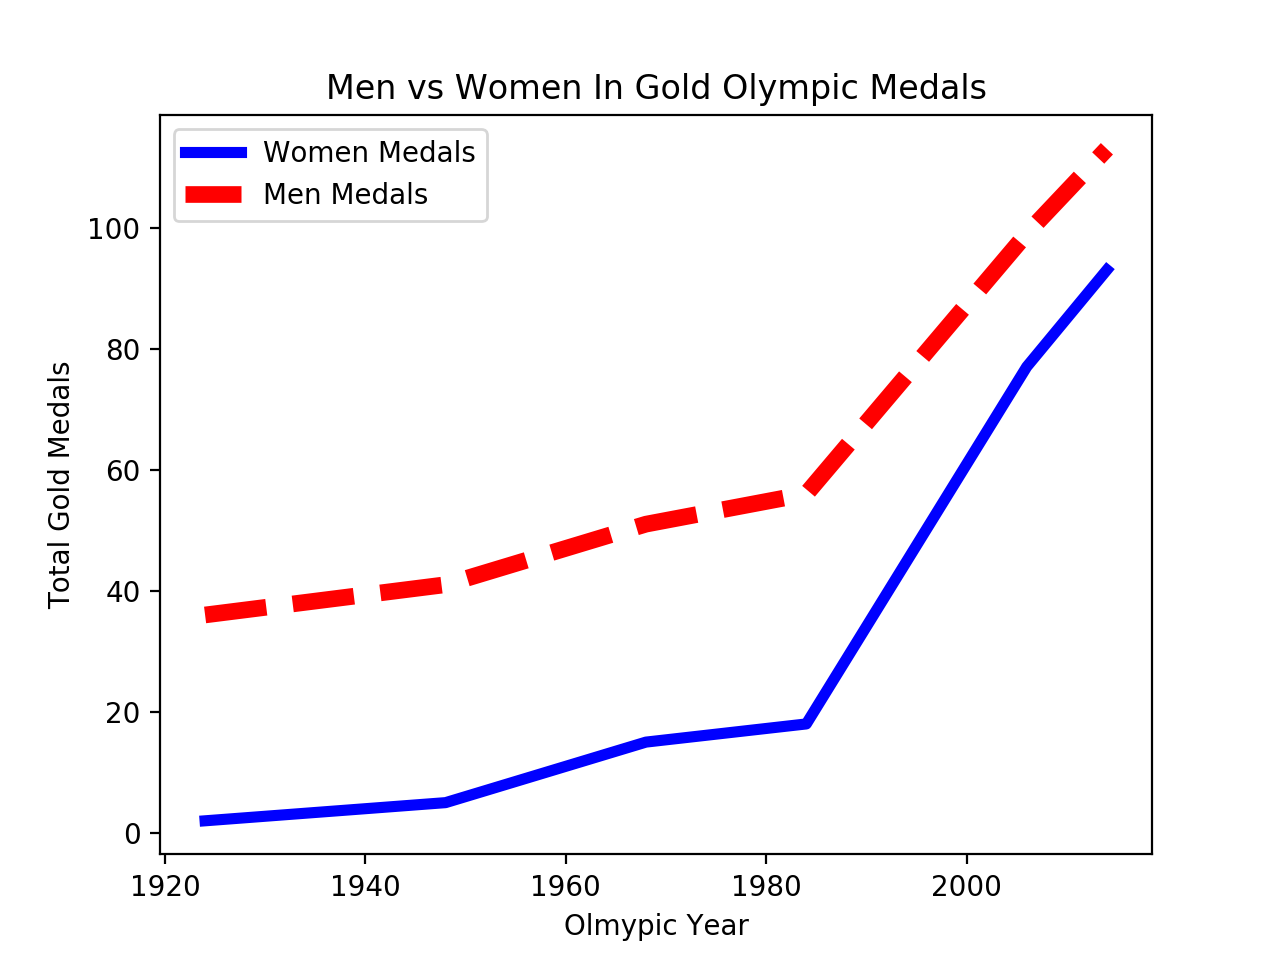 Men vs Women In Gold Olympic Medals
Women Medals
Men Medals
Total Gold Medals
100
80
60
40
20
0
1920 1940 1960 1980 2000
Olmypic Year